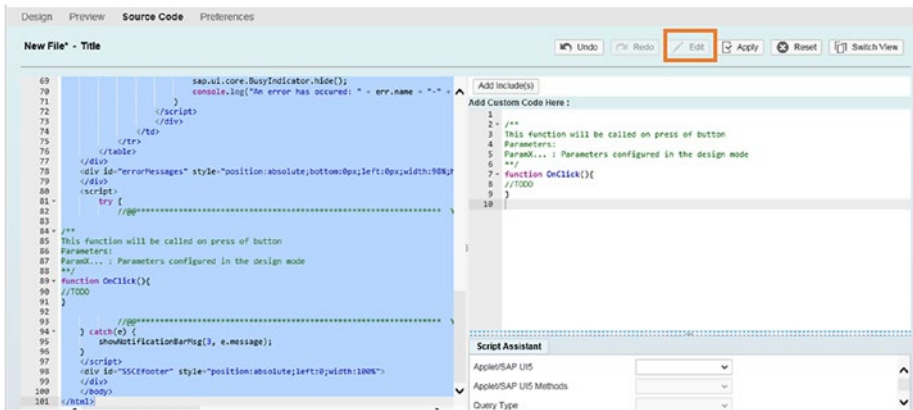 Design Preview Source Code Preferences
New File* - Title
Undo Redo Edit Apply Reset Switch View
69 sap.ui.core.BusyIndicator.hide();
70 console.log("An error has occured: " + err.name + "-" +
71 }
72 </script>
73 </div>
74 </td>
75 </tr>
76 </table>
77 </div>
78 <div id="errorMessages" style="position:absolute;bottom:0px;left:0px;width:98%;
79 </div>
80 <script>
81 try {
82 //@@
83
84 /**
85 This function will be called on press of button
86 Parameters:
87 ParamX... : Parameters configured in the design mode
88 **/
89 function OnClick(){
90 //TODO
91 }
92
93 //@@
94 } catch(e) {
95 showNotificationBarMsg(3, e.message);
96 }
97 </script>
98 <div id="SSCEfooter" style="position:absolute;left:0;width:100%">
99 </div>
100 </body>
101 </html>
Add Include(s)
Add Custom Code Here :
1
2 /**
3 This function will be called on press of button
4 Parameters:
5 ParamX... : Parameters configured in the design mode
6 **/
7 function OnClick(){
8 //TODO
9 }
10
Script Assistant
Applet/SAP UI5
Applet/SAP UI5 Methods
Query Type